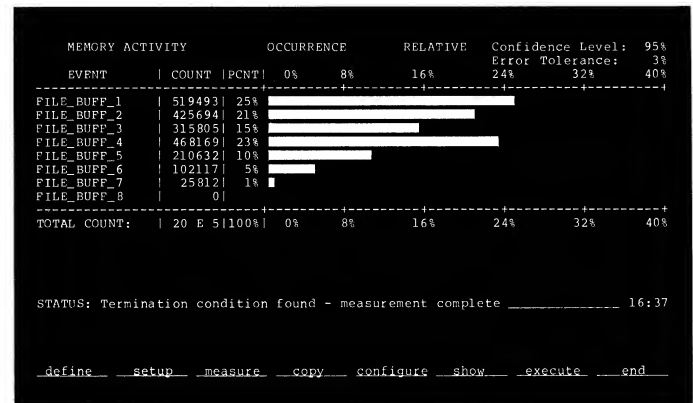 MEMORY ACTIVITY OCCURRENCE RELATIVE Confidence Level: 95%
Error Tolerance: 3%
EVENT | COUNT |PCNT| 0% 8% 16% 24% 32% 40%
FILE_BUFF_1 | 519493| 25%
FILE_BUFF_2 | 425694| 21%
FILE_BUFF_3 | 315805| 15%
FILE_BUFF_4 | 468169| 23%
FILE_BUFF_5 | 210632| 10%
FILE_BUFF_6 | 102117| 5%
FILE_BUFF_7 | 25812| 1%
FILE_BUFF_8 | 0|
TOTAL COUNT: | 20 E 5|100%| 0% 8% 16% 24% 32% 40%
STATUS: Termination condition found - measurement complete 16:37
define setup measure copy configure show execute end